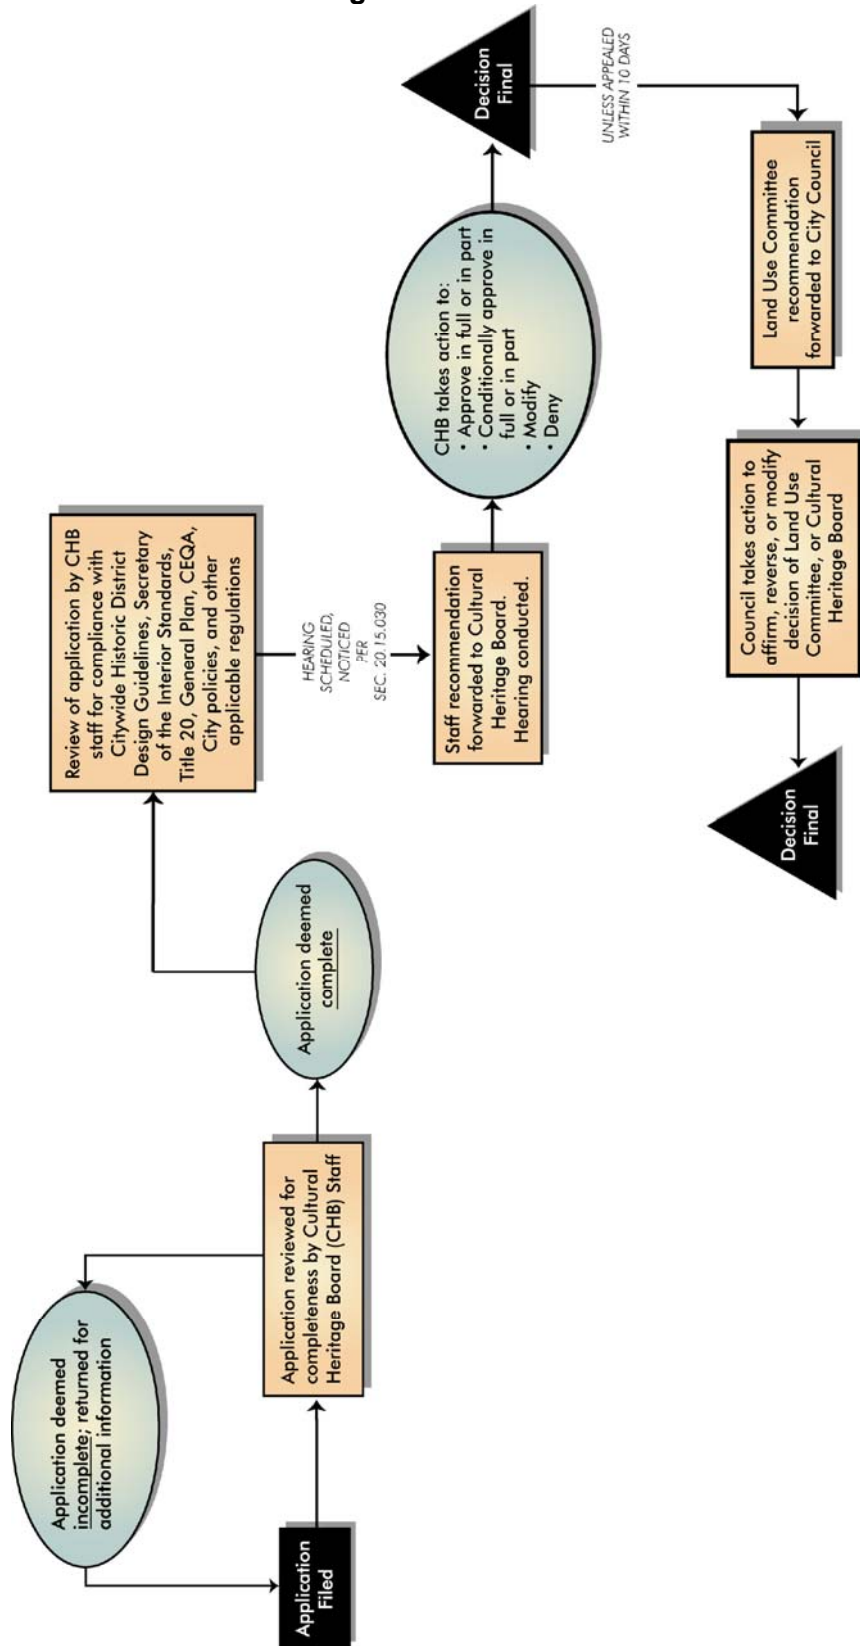 g
Application
Filed
Application deemed
incomplete; returned for
additional information
Application reviewed for
completeness by Cultural
Heritage Board (CHB) Staff
Application deemed
complete
Review of application by CHB
staff for compliance with
Citywide Historic District
Design Guidelines, Secretary
of the Interior Standards,
Title 20, General Plan, CEQA,
City policies, and other
applicable regulations
HEARING
SCHEDULED,
NOTICED
PER
SEC. 20.15.030
Staff recommendation
forwarded to Cultural
Heritage Board.
Hearing conducted.
CHB takes action to:
• Approve in full or in part
• Conditionally approve in
full or in part
• Modify
• Deny
Decision
Final
UNLESS APPEALED
WITHIN 10 DAYS
Land Use Committee
recommendation
forwarded to City Council
Council takes action to
affirm, reverse, or modify
decision of Land Use
Committee, or Cultural
Heritage Board
Decision
Final